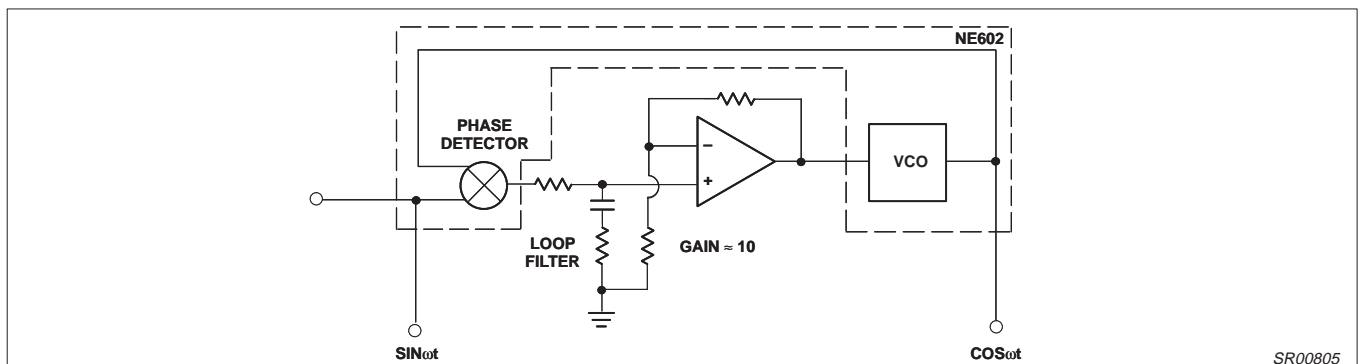 NE602
PHASE
DETECTOR
−
+
VCO
LOOP
FILTER
GAIN ≈ 10
SINωt
COSωt
SR00805